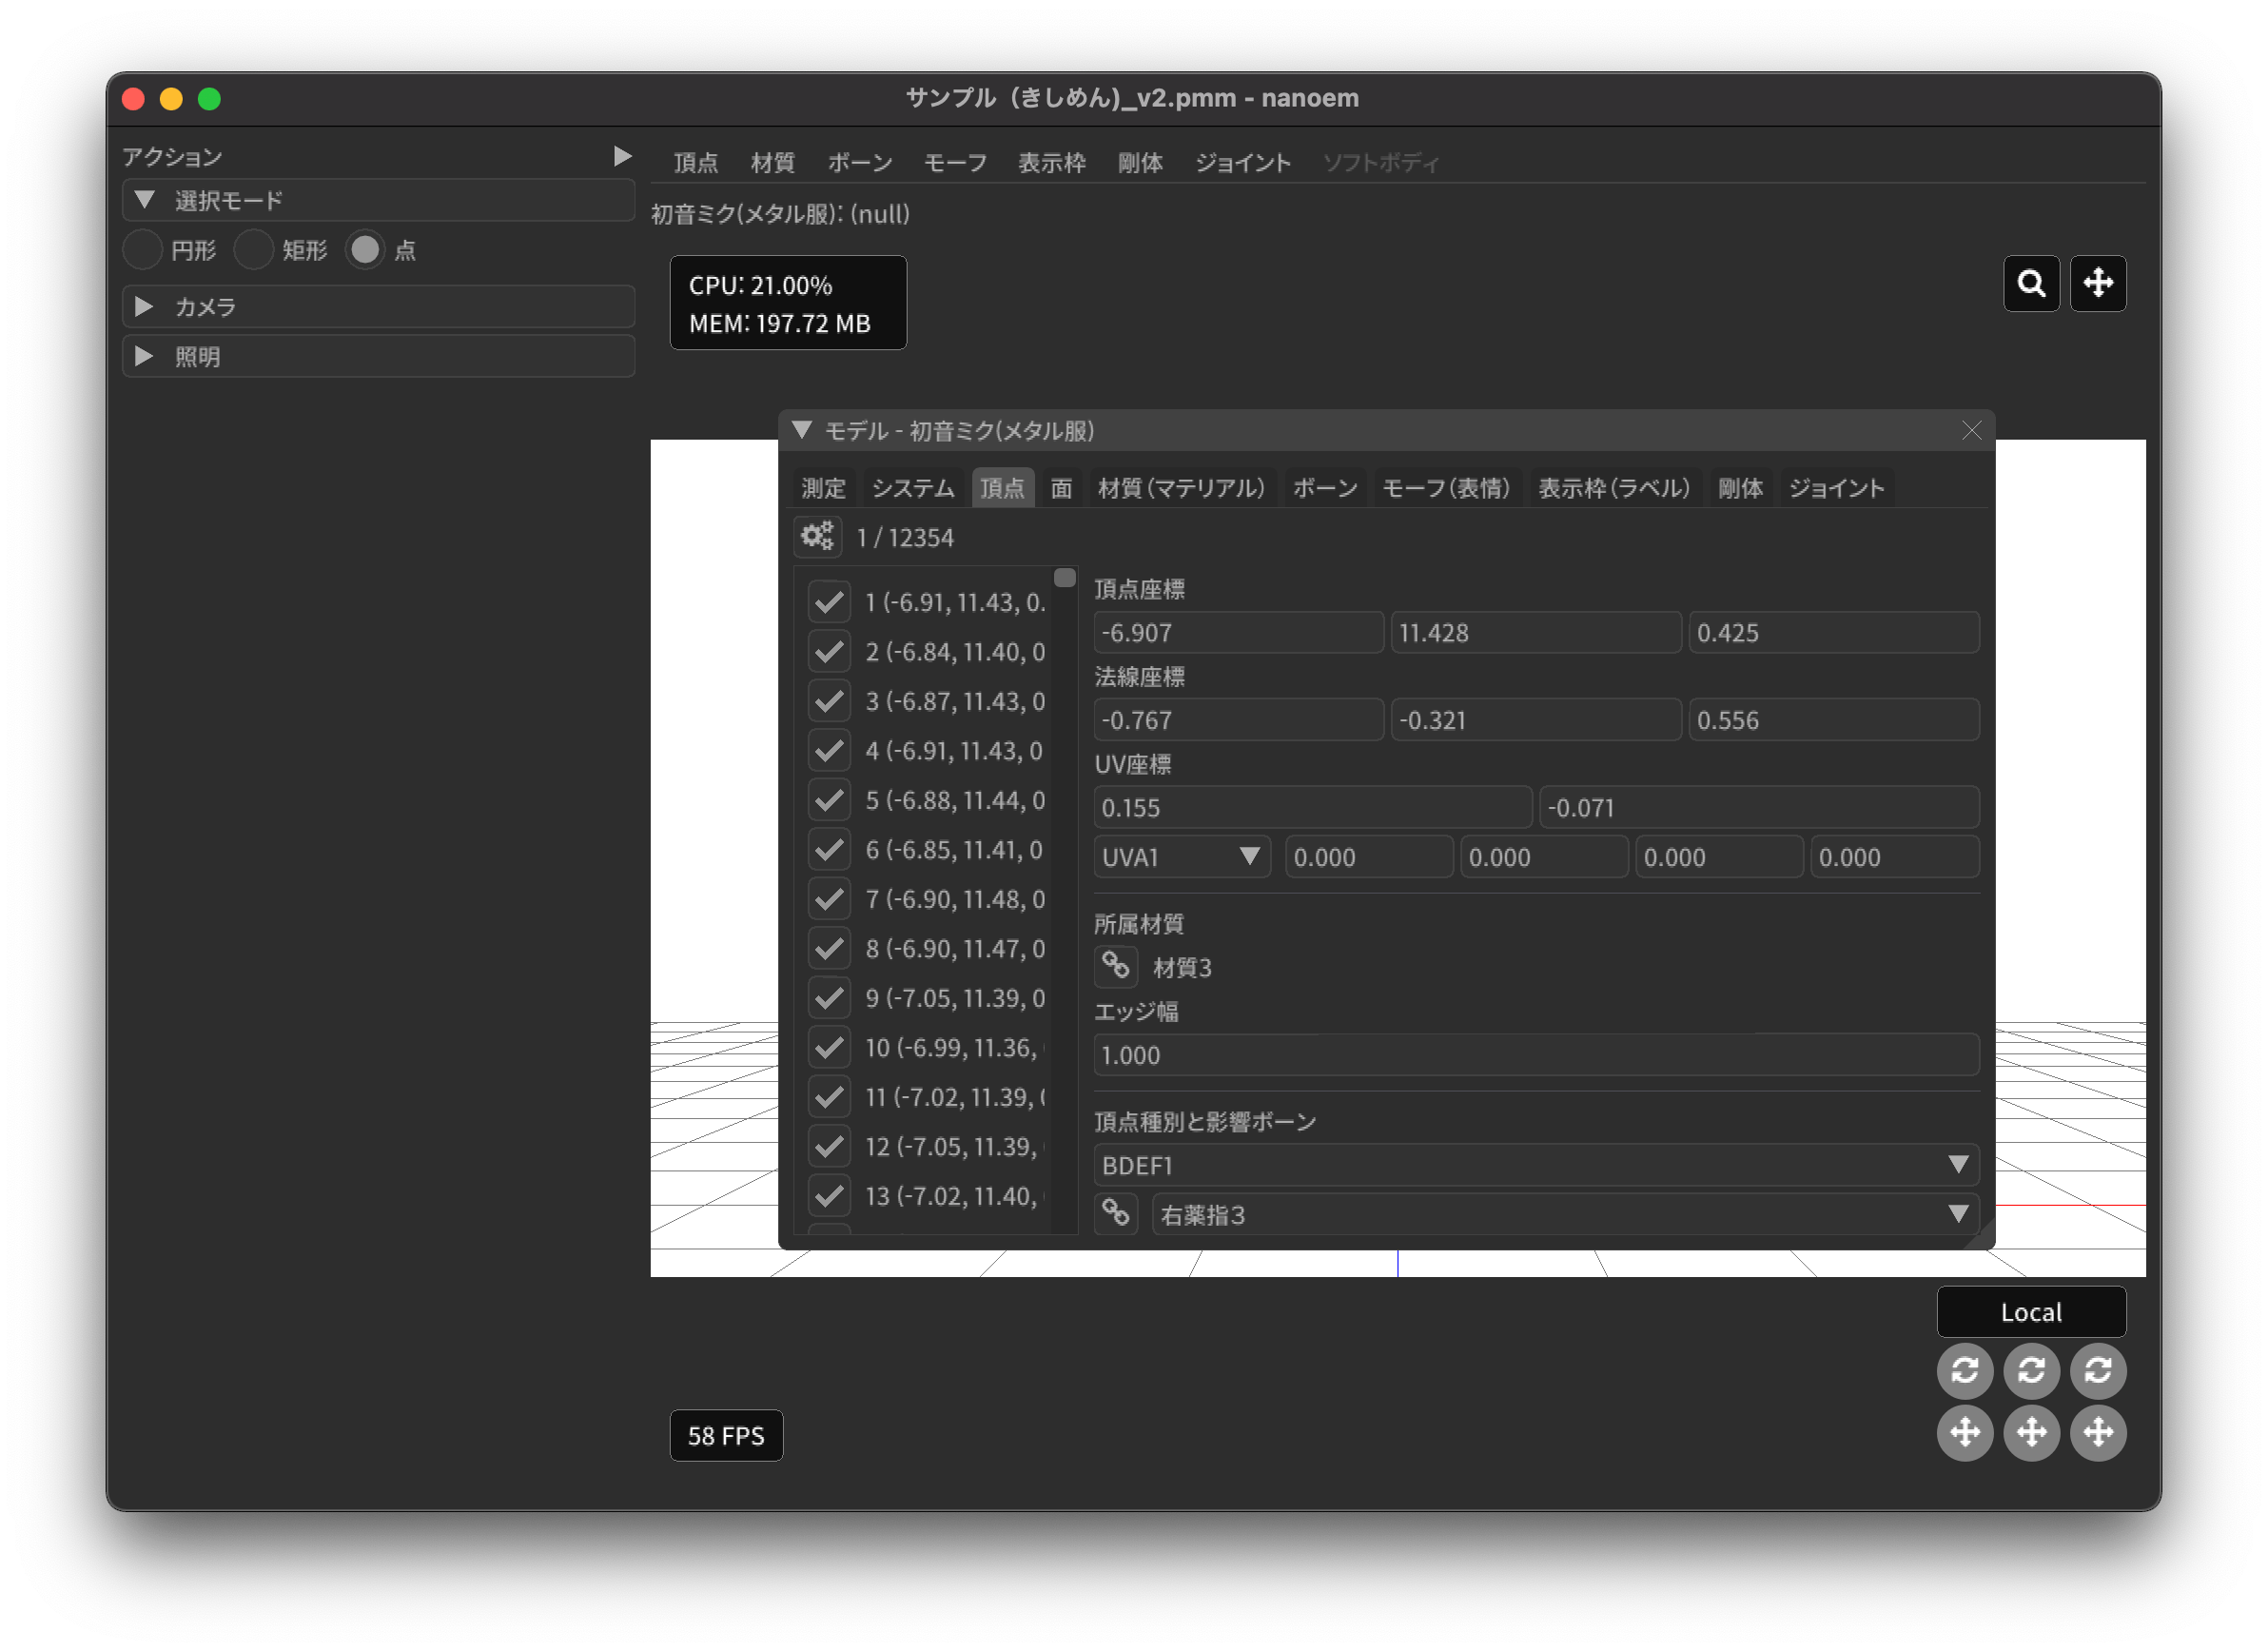 サンプル（きしめん）_v2.pmm - nanoem
アクション
選択モード
円形 矩形 点
カメラ
照明
頂点 材質 ボーン モーフ 表示枠 剛体 ジョイント ソフトボディ
初音ミク(メタル服): (null)
CPU: 21.00%
MEM: 197.72 MB
モデル - 初音ミク(メタル服)
測定 システム 頂点 面 材質（マテリアル） ボーン モーフ（表情） 表示枠（ラベル） 剛体 ジョイント
1 / 12354
1 (-6.91, 11.43, 0.
2 (-6.84, 11.40, 0
3 (-6.87, 11.43, 0
4 (-6.91, 11.43, 0
5 (-6.88, 11.44, 0
6 (-6.85, 11.41, 0
7 (-6.90, 11.48, 0
8 (-6.90, 11.47, 0
9 (-7.05, 11.39, 0
10 (-6.99, 11.36,
11 (-7.02, 11.39,
12 (-7.05, 11.39,
13 (-7.02, 11.40,
頂点座標
-6.907 11.428 0.425
法線座標
-0.767 -0.321 0.556
UV座標
0.155 -0.071
UVA1 0.000 0.000 0.000 0.000
所属材質
材質3
エッジ幅
1.000
頂点種別と影響ボーン
BDEF1
右薬指３
Local
58 FPS